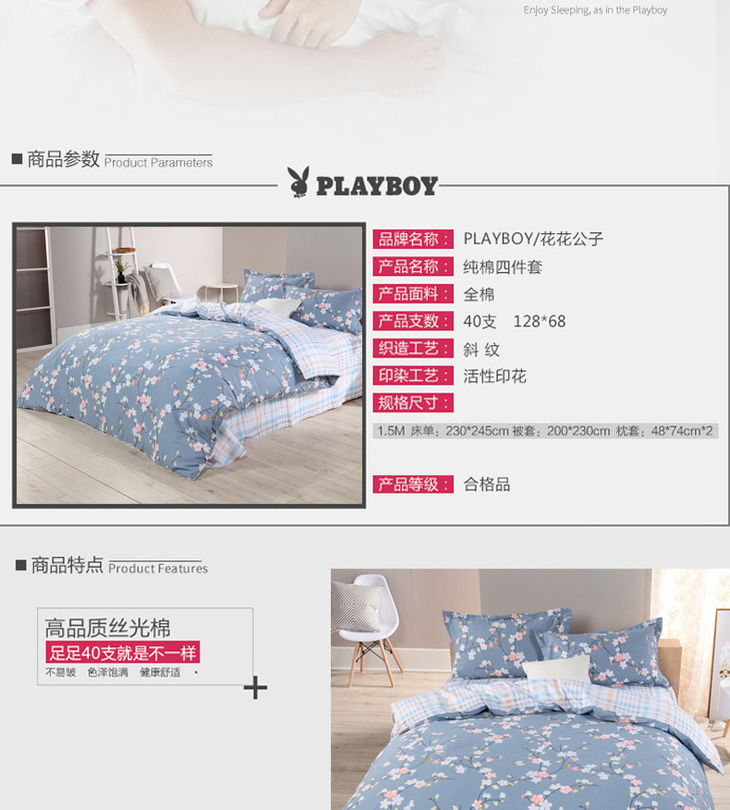 Enjoy Sleeping, as in the Playboy
商品参数 Product Parameters
PLAYBOY
品牌名称： PLAYBOY/花花公子
产品名称： 纯棉四件套
产品面料： 全棉
产品支数： 40支 128*68
织造工艺： 斜 纹
印染工艺： 活性印花
规格尺寸：
1.5M 床单；230*245cm 被套；200*230cm 枕套；48*74cm*2
产品等级： 合格品
商品特点 Product Features
高品质丝光棉
足足40支就是不一样
不易皱 色泽饱满 健康舒适 •